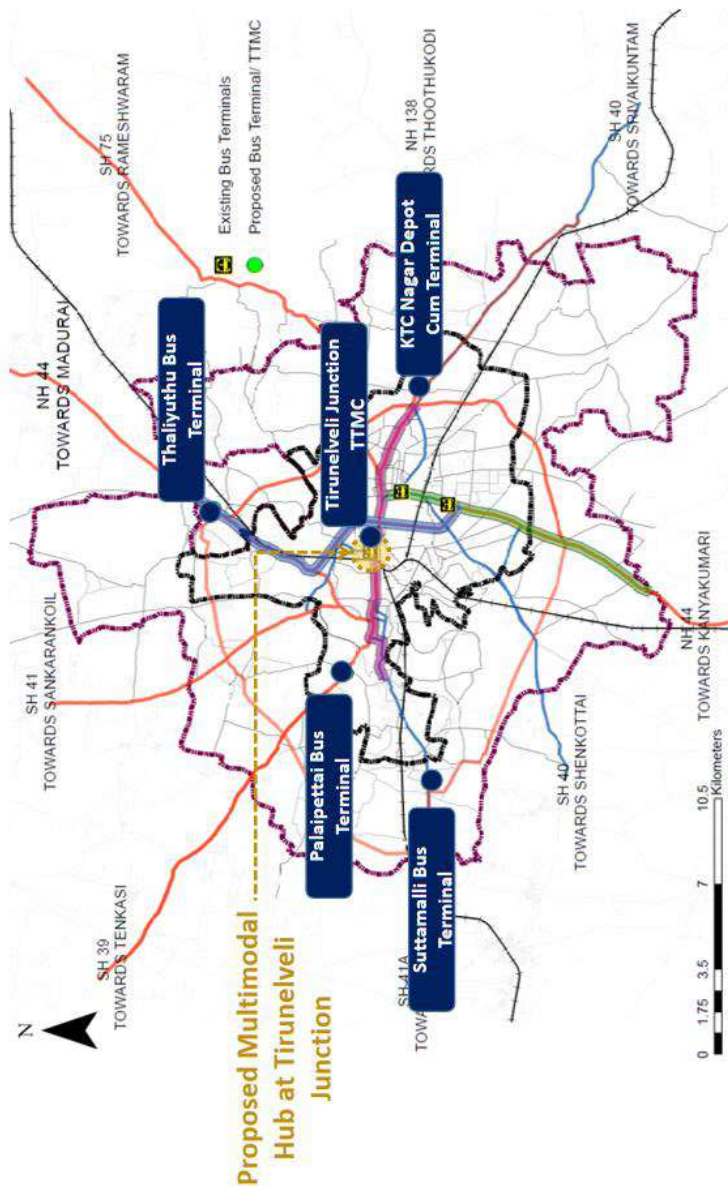 N
SH 39
TOWARDS TENKASI
SH 41
TOWARDS SANKARANKOIL
NH 44
TOWARDS MADURAI
SH 75
TOWARDS RAMESHWARAM
Existing Bus Terminals
Proposed Bus Terminal/ TTMC
Thaliyuthu Bus
Terminal
Proposed Multimodal
Hub at Tirunelveli
Junction
Palaipettai Bus
Terminal
Tirunelveli Junction
TTMC
NH 138
RDS THOOTHUKODI
KTC Nagar Depot
Cum Terminal
SH 41A
TOWA
Suttamalli Bus
Terminal
SH 40
TOWARDS SHENKOTTAI
NH 44
TOWARDS KANYAKUMARI
SH 40
TOWARDS SRIVAIKUNTAM
0 1.75 3.5 7 10.5
Kilometers